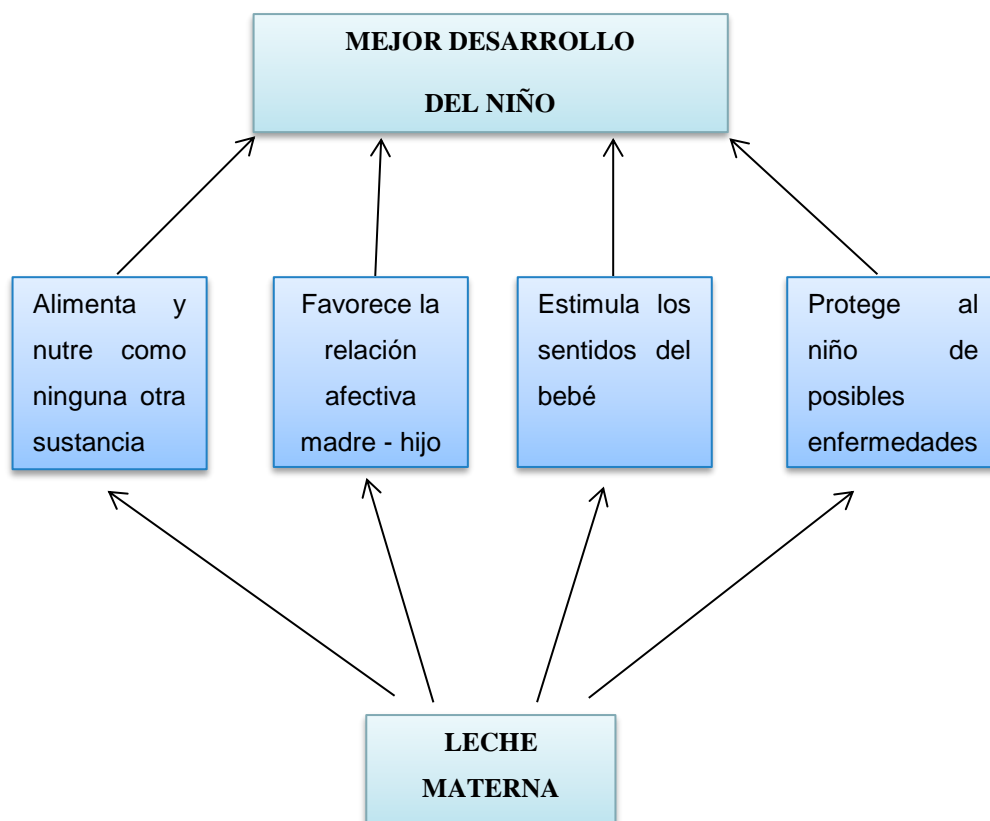 MEJOR DESARROLLO
DEL NIÑO
Alimenta y
nutre como
ninguna otra
sustancia
Favorece la
relación
afectiva
madre - hijo
Estimula los
sentidos del
bebé
Protege al
niño de
posibles
enfermedades
LECHE
MATERNA